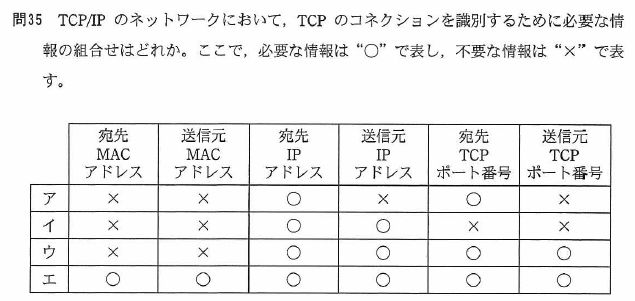 問35 TCP/IP のネットワークにおいて，TCP のコネクションを識別するために必要な情
報の組合せはどれか。ここで，必要な情報は“○”で表し，不要な情報は“×”で表
す。
宛先 MAC アドレス 送信元 MAC アドレス 宛先 IP アドレス 送信元 IP アドレス 宛先 TCP ポート番号 送信元 TCP ポート番号
ア × × ○ × ○ ×
イ × × ○ ○ × ×
ウ × × ○ ○ ○ ○
エ ○ ○ ○ ○ ○ ○